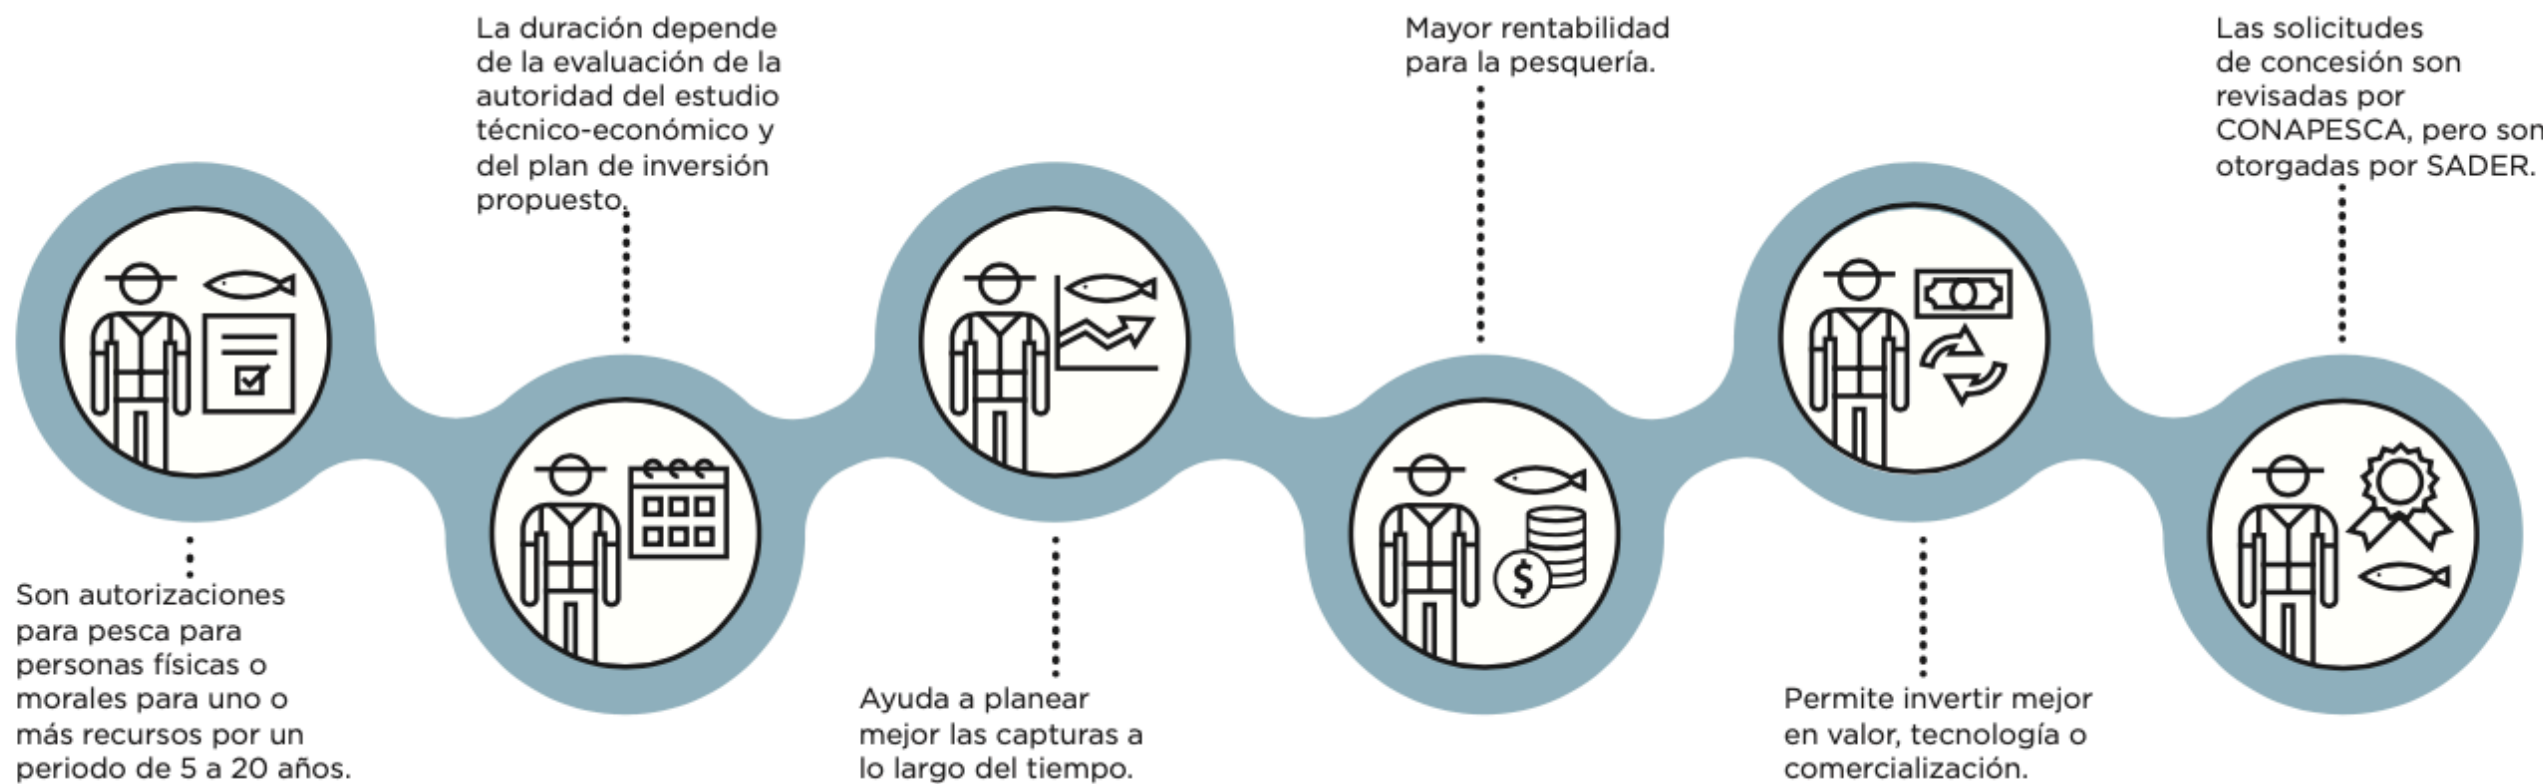 Son autorizaciones
para pesca para
personas físicas o
morales para uno o
más recursos por un
periodo de 5 a 20 años.
La duración depende
de la evaluación de la
autoridad del estudio
técnico-económico y
del plan de inversión
propuesto.
Ayuda a planear
mejor las capturas a
lo largo del tiempo.
Mayor rentabilidad
para la pesquería.
$
Permite invertir mejor
en valor, tecnología o
comercialización.
Las solicitudes
de concesión son
revisadas por
CONAPESCA, pero son
otorgadas por SADER.